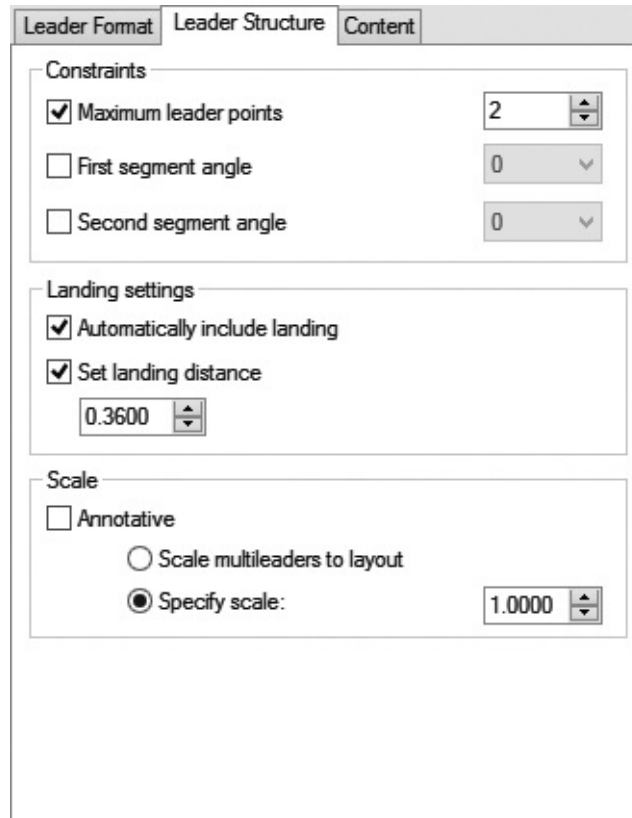 Leader Format Leader Structure Content
Constraints
Maximum leader points 2
First segment angle 0
Second segment angle 0
Landing settings
Automatically include landing
Set landing distance
0.3600
Scale
Annotative
Scale multileaders to layout
Specify scale: 1.0000